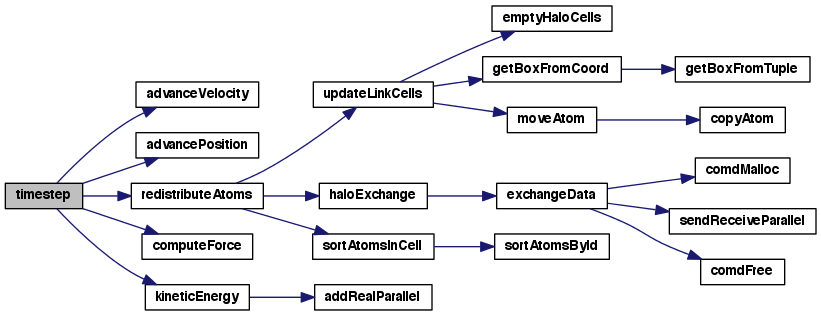 emptyHaloCells
getBoxFromCoord
getBoxFromTuple
advanceVelocity
updateLinkCells
moveAtom
copyAtom
advancePosition
comdMalloc
timestep
redistributeAtoms
haloExchange
exchangeData
sendReceiveParallel
computeForce
sortAtomsInCell
sortAtomsById
comdFree
kineticEnergy
addRealParallel